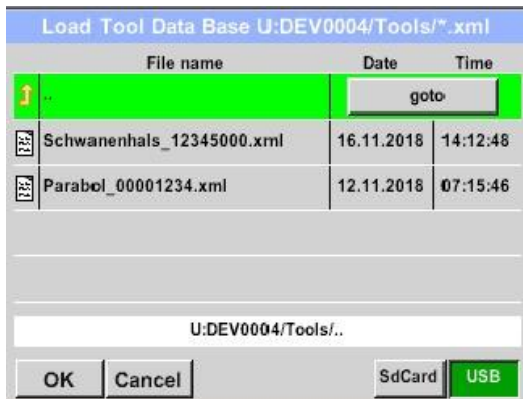 Load Tool Data Base U:DEV0004/Tools/*.xml
File name Date Time
.. goto
Schwanenhals_12345000.xml 16.11.2018 14:12:48
Parabol_00001234.xml 12.11.2018 07:15:46
U:DEV0004/Tools/..
OK Cancel SdCard USB